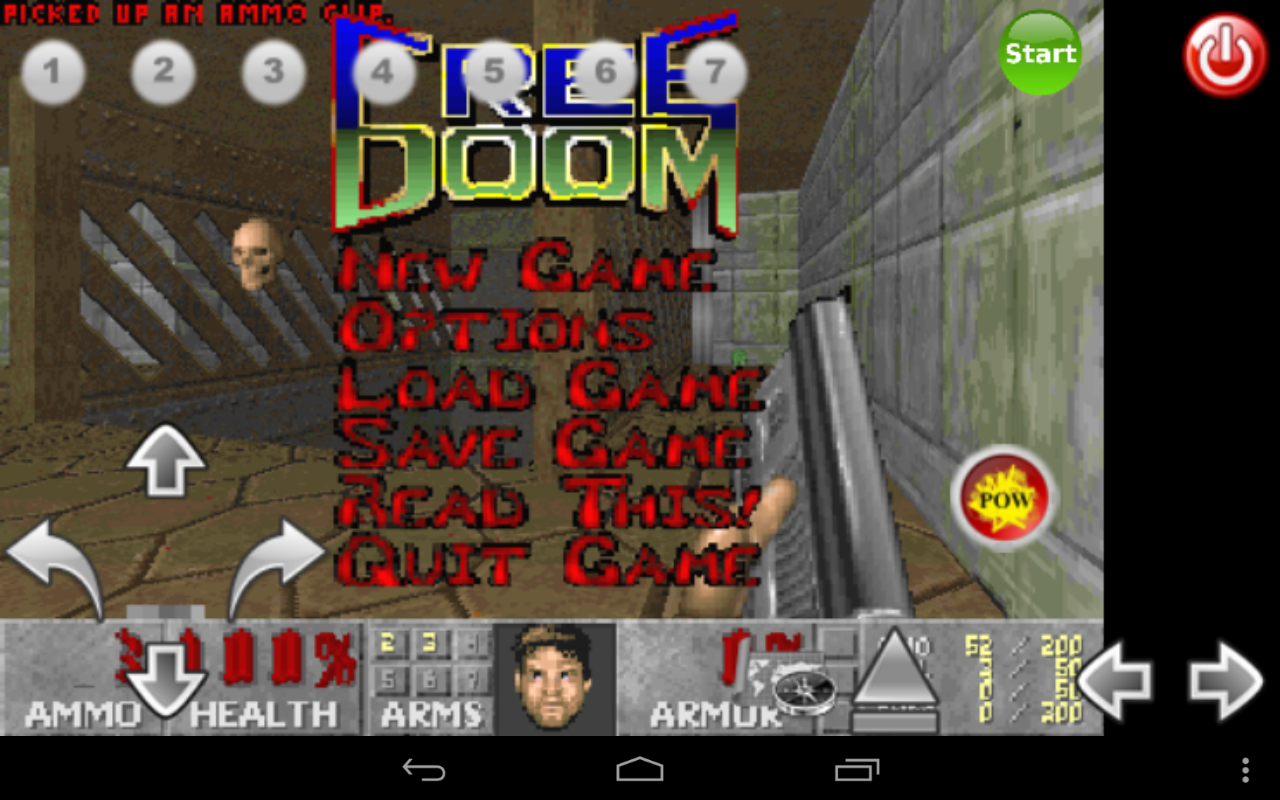 PICKED UP AN AMMO CLIP.
1 2 3 4 5 6 7
Start
FREE
DOOM
NEW GAME
OPTIONS
LOAD GAME
SAVE GAME
READ THIS!
QUIT GAME
POW
2 3
5 6 7
52 / 200
AMMO HEALTH ARMS ARMOR